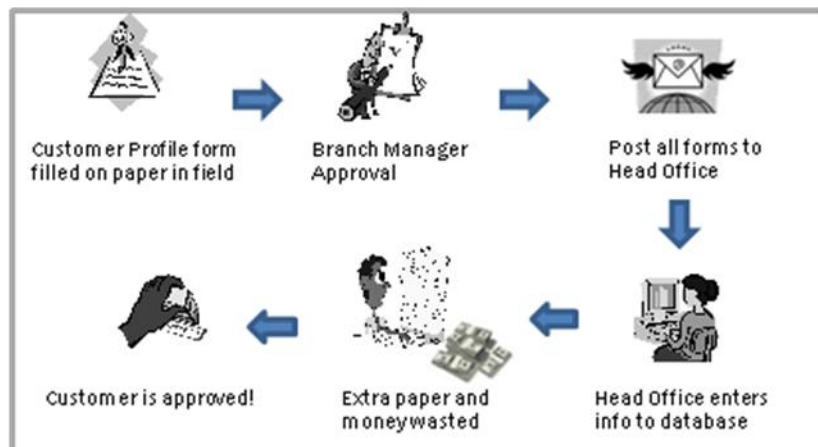 Customer Profile form
filled on paper in field
Branch Manager
Approval
Post all forms to
Head Office
Head Office enters
info to database
Extra paper and
money wasted
Customer is approved!